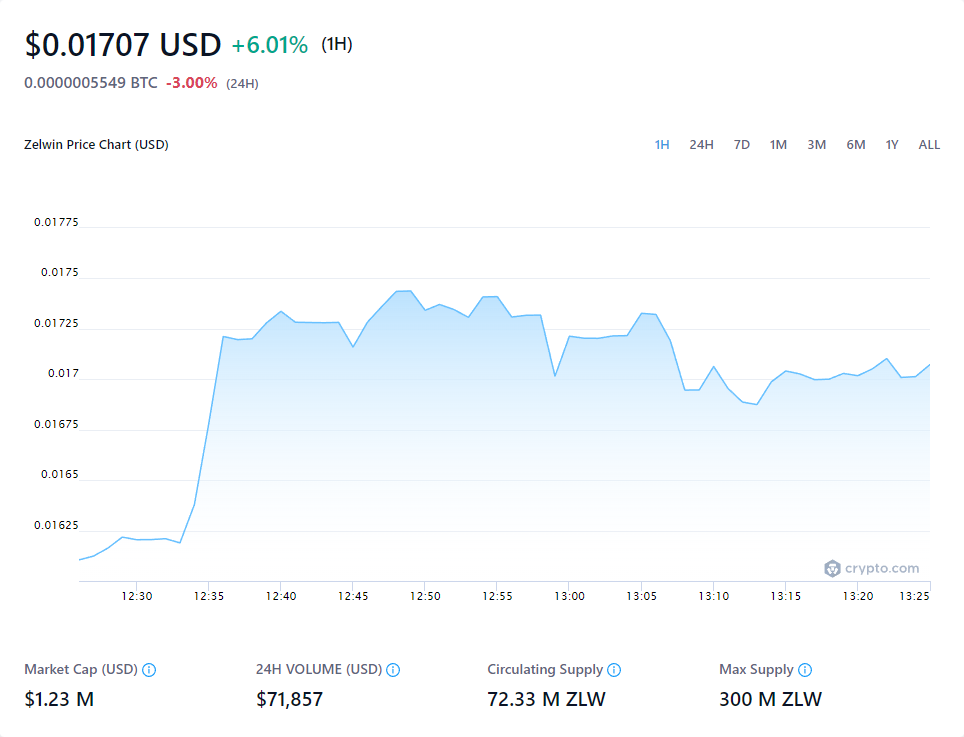 $0.01707 USD +6.01% (1H)
0.0000005549 BTC -3.00% (24H)
Zelwin Price Chart (USD) 1H 24H 7D 1M 3M 6M 1Y ALL
0.01775
0.0175
0.01725
0.017
0.01675
0.0165
0.01625
crypto.com
12:30 12:35 12:40 12:45 12:50 12:55 13:00 13:05 13:10 13:15 13:20 13:25
Market Cap (USD) 24H VOLUME (USD) Circulating Supply Max Supply
$1.23 M $71,857 72.33 M ZLW 300 M ZLW